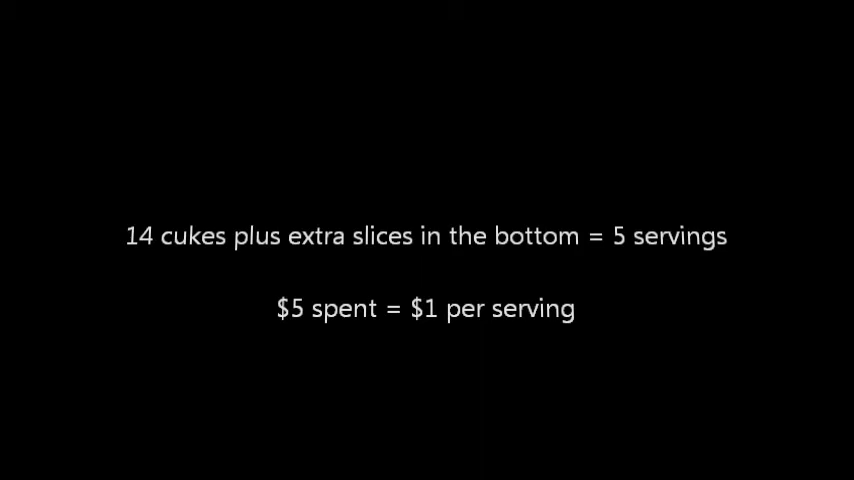 14 cukes plus extra slices in the bottom = 5 servings
$5 spent = $1 per serving